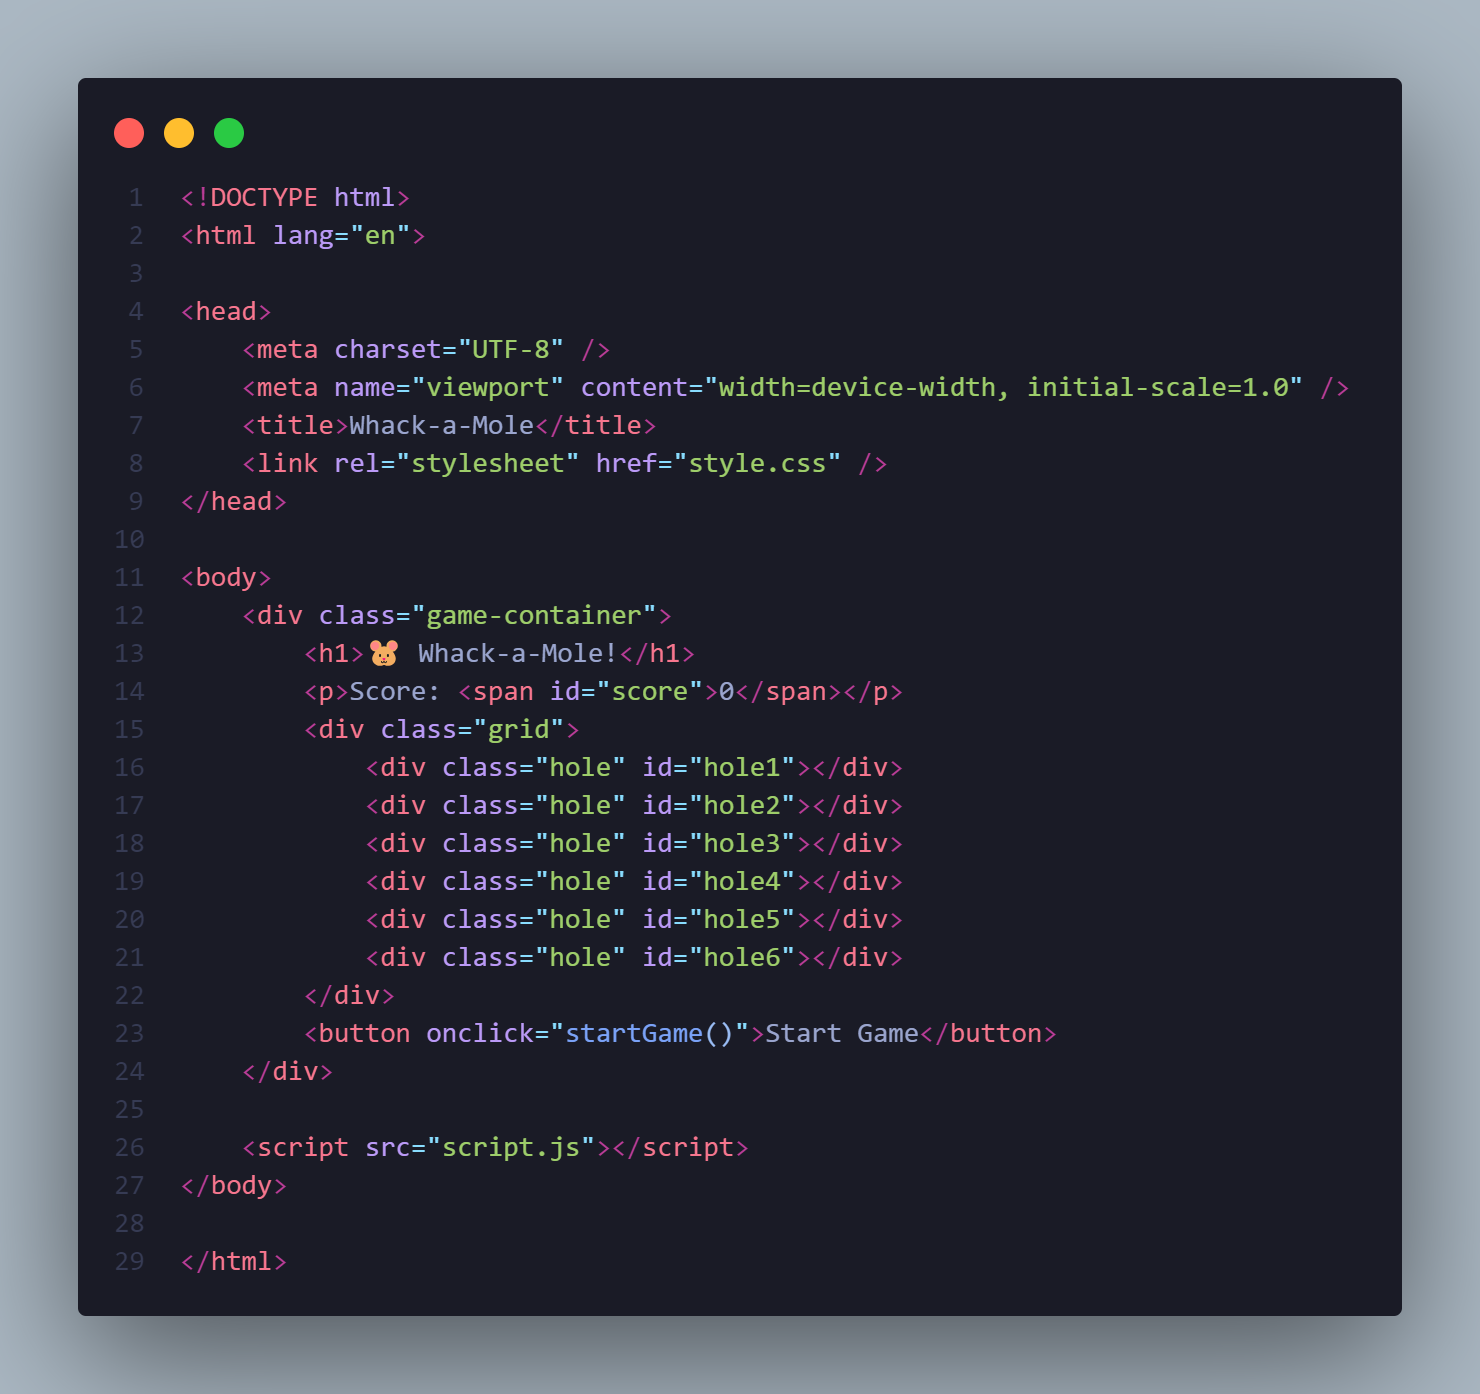 1 <!DOCTYPE html>
2 <html lang="en">
3
4 <head>
5     <meta charset="UTF-8" />
6     <meta name="viewport" content="width=device-width, initial-scale=1.0" />
7     <title>Whack-a-Mole</title>
8     <link rel="stylesheet" href="style.css" />
9 </head>
10
11 <body>
12     <div class="game-container">
13         <h1>🐹 Whack-a-Mole!</h1>
14         <p>Score: <span id="score">0</span></p>
15         <div class="grid">
16             <div class="hole" id="hole1"></div>
17             <div class="hole" id="hole2"></div>
18             <div class="hole" id="hole3"></div>
19             <div class="hole" id="hole4"></div>
20             <div class="hole" id="hole5"></div>
21             <div class="hole" id="hole6"></div>
22         </div>
23         <button onclick="startGame()">Start Game</button>
24     </div>
25
26     <script src="script.js"></script>
27 </body>
28
29 </html>